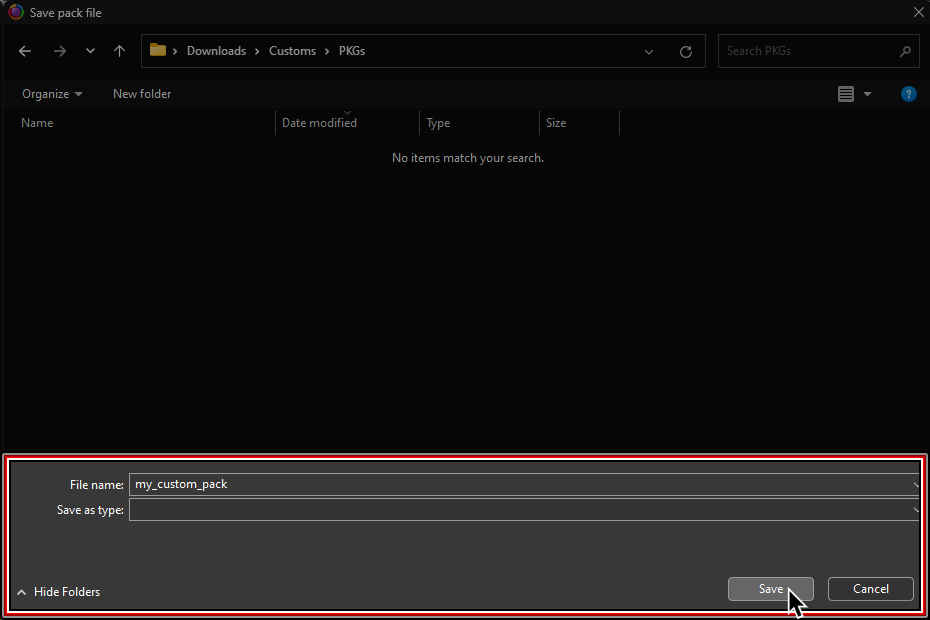 Save pack file
Downloads > Customs > PKGs
Search PKGs
Organize
New folder
?
Name
Date modified
Type
Size
No items match your search.
File name: my_custom_pack
Save as type:
Hide Folders
Save
Cancel